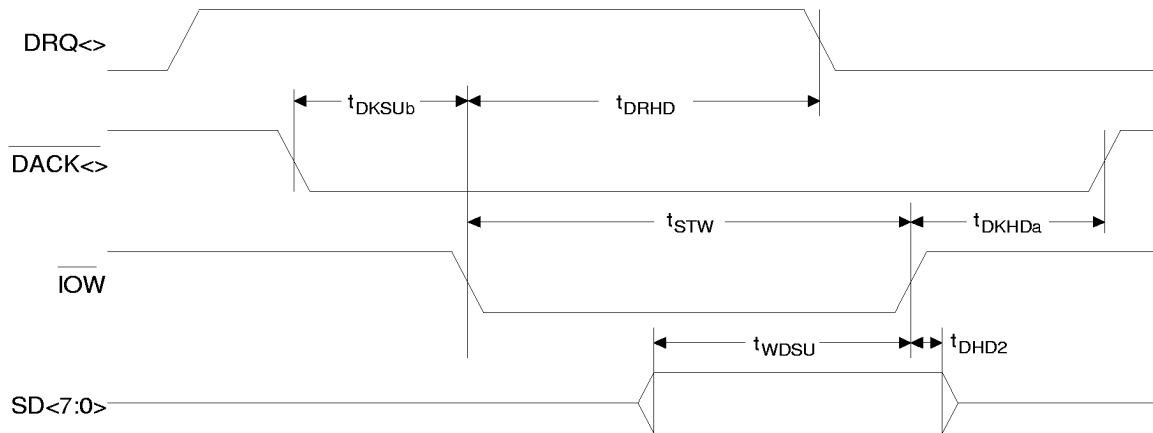 DRQ<>
tDKSUb
tDRHD
DACK<>
tSTW
tDKHDa
IOW
tWDSU
tDHD2
SD<7:0>